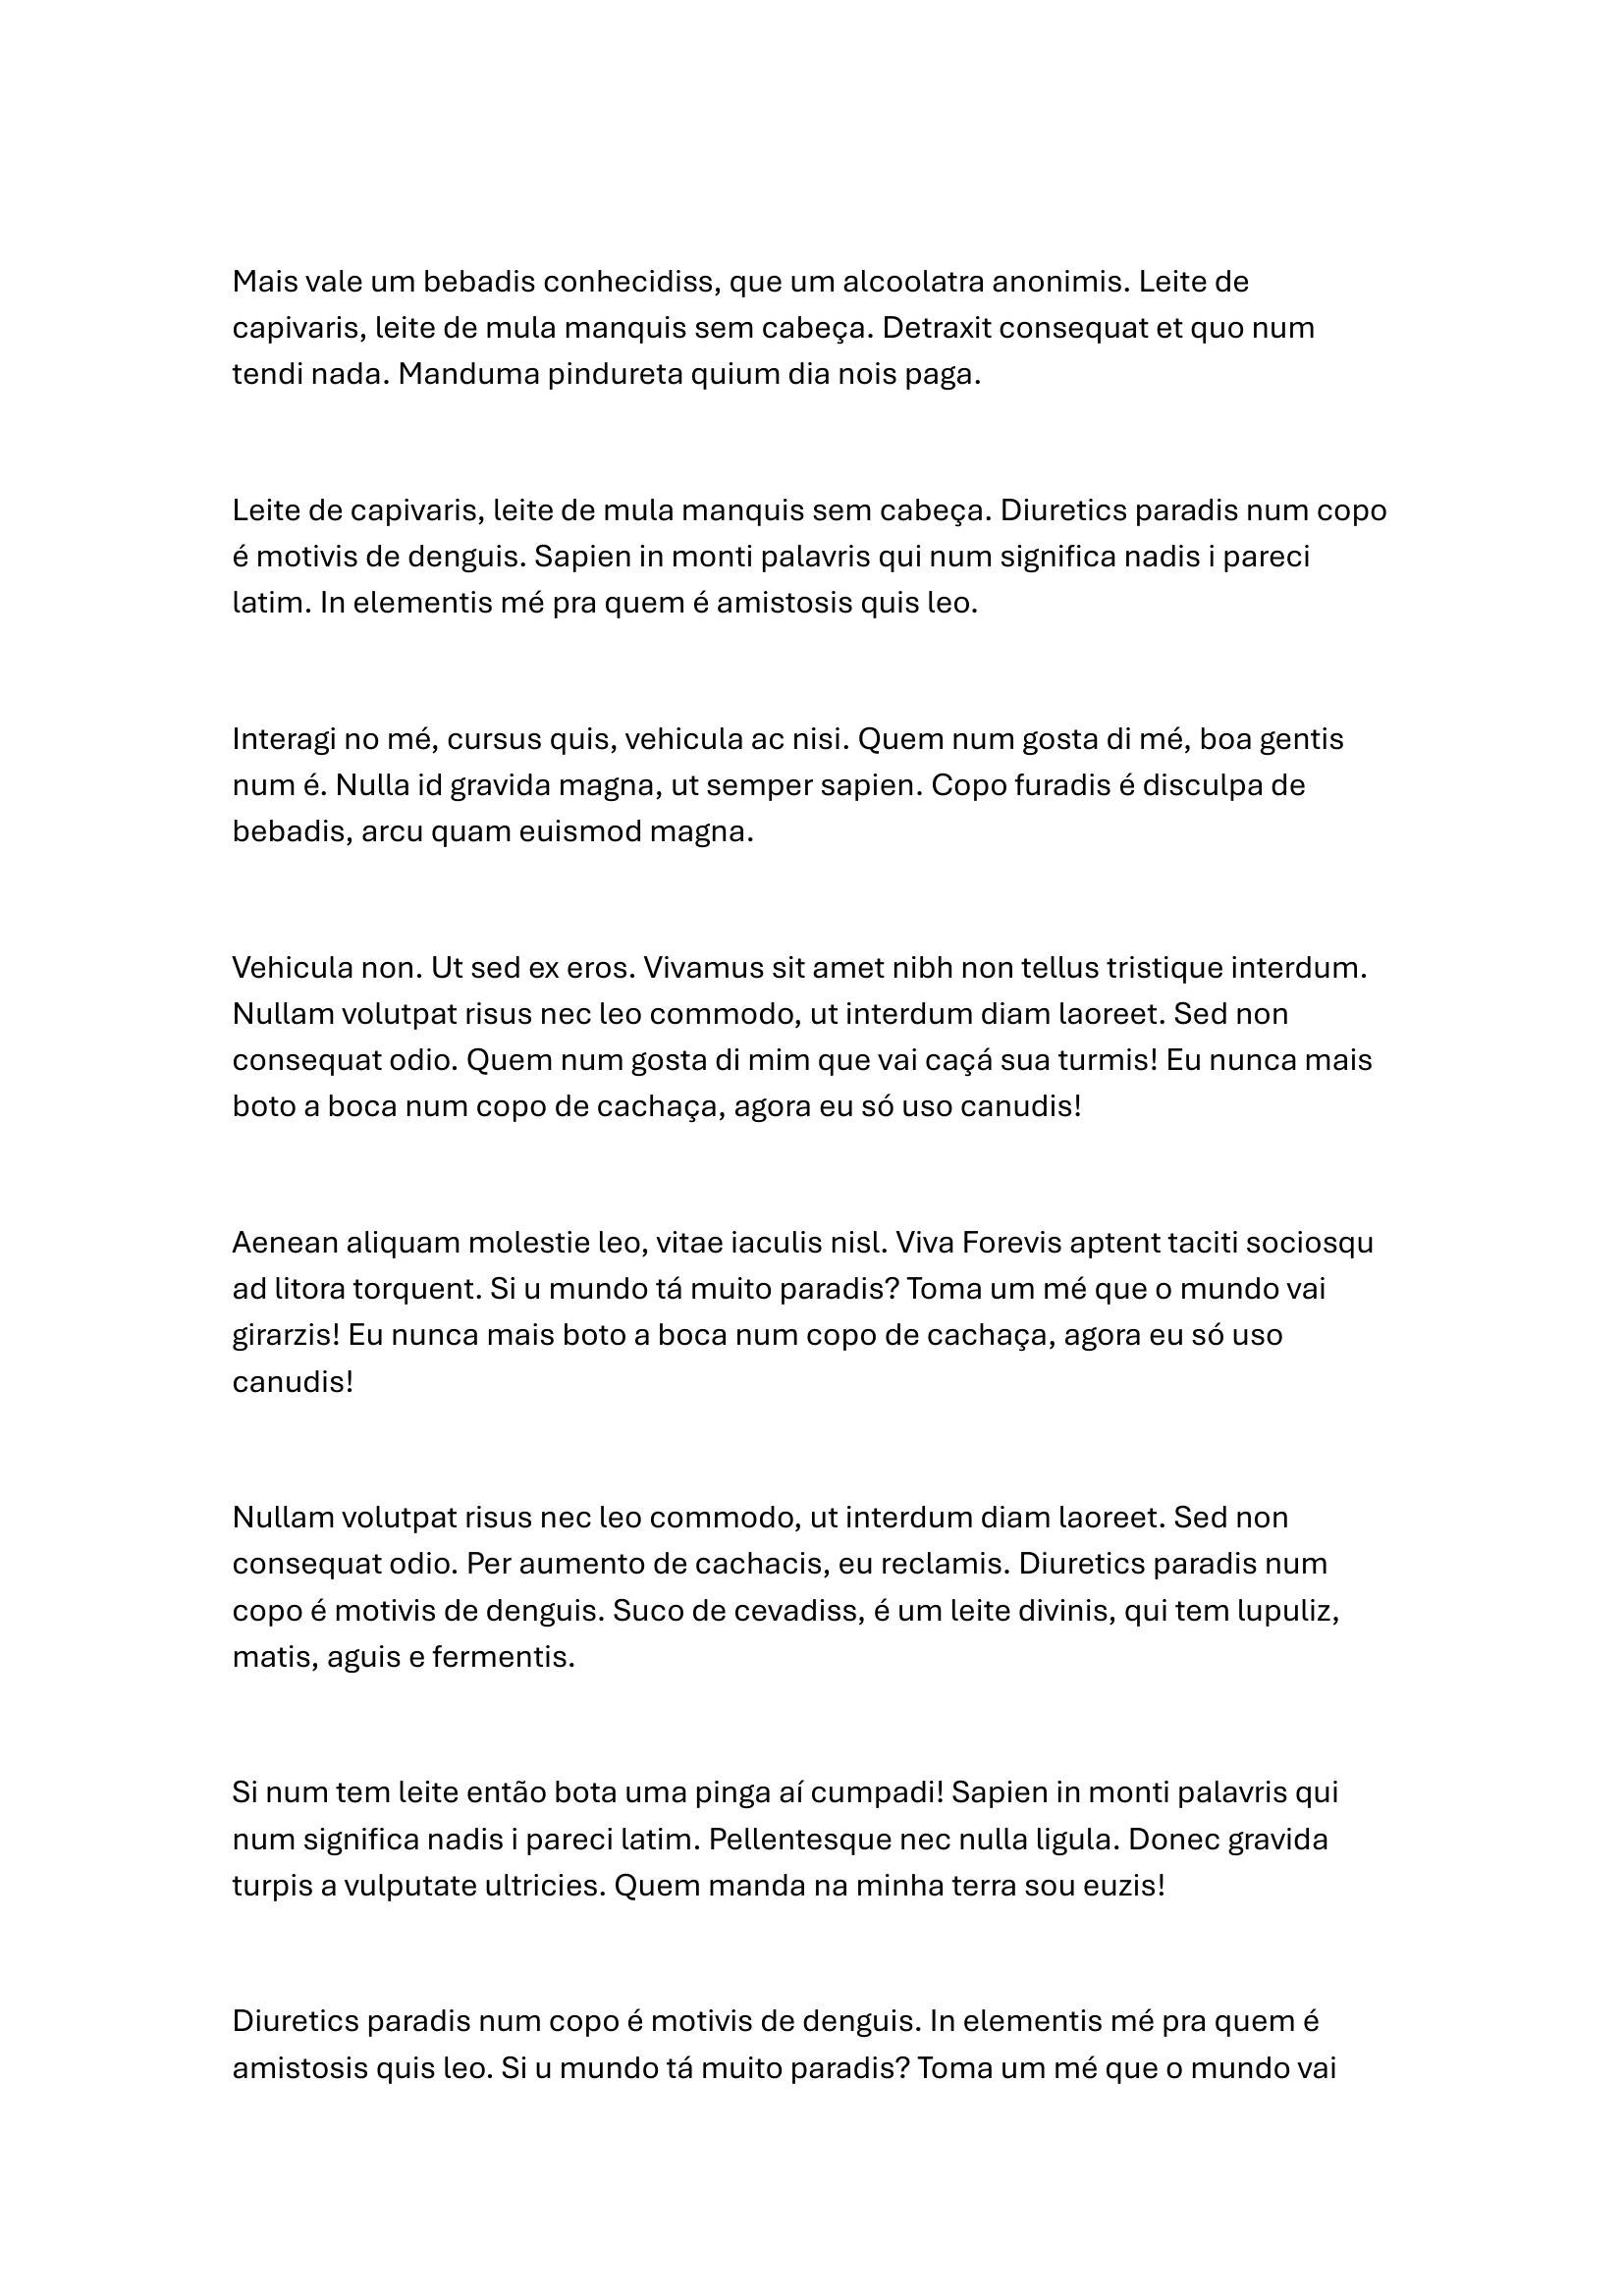 Mais vale um bebadis conhecidiss, que um alcoolatra anonimis. Leite de
capivaris, leite de mula manquis sem cabeça. Detraxit consequat et quo num
tendi nada. Manduma pindureta quium dia nois paga.
Leite de capivaris, leite de mula manquis sem cabeça. Diuretics paradis num copo
é motivis de denguis. Sapien in monti palavris qui num significa nadis i pareci
latim. In elementis mé pra quem é amistosis quis leo.
Interagi no mé, cursus quis, vehicula ac nisi. Quem num gosta di mé, boa gentis
num é. Nulla id gravida magna, ut semper sapien. Copo furadis é disculpa de
bebadis, arcu quam euismod magna.
Vehicula non. Ut sed ex eros. Vivamus sit amet nibh non tellus tristique interdum.
Nullam volutpat risus nec leo commodo, ut interdum diam laoreet. Sed non
consequat odio. Quem num gosta di mim que vai caçá sua turmis! Eu nunca mais
boto a boca num copo de cachaça, agora eu só uso canudis!
Aenean aliquam molestie leo, vitae iaculis nisl. Viva Forevis aptent taciti sociosqu
ad litora torquent. Si u mundo tá muito paradis? Toma um mé que o mundo vai
girarzis! Eu nunca mais boto a boca num copo de cachaça, agora eu só uso
canudis!
Nullam volutpat risus nec leo commodo, ut interdum diam laoreet. Sed non
consequat odio. Per aumento de cachacis, eu reclamis. Diuretics paradis num
copo é motivis de denguis. Suco de cevadiss, é um leite divinis, qui tem lupuliz,
matis, aguis e fermentis.
Si num tem leite então bota uma pinga aí cumpadi! Sapien in monti palavris qui
num significa nadis i pareci latim. Pellentesque nec nulla ligula. Donec gravida
turpis a vulputate ultricies. Quem manda na minha terra sou euzis!
Diuretics paradis num copo é motivis de denguis. In elementis mé pra quem é
amistosis quis leo. Si u mundo tá muito paradis? Toma um mé que o mundo vai